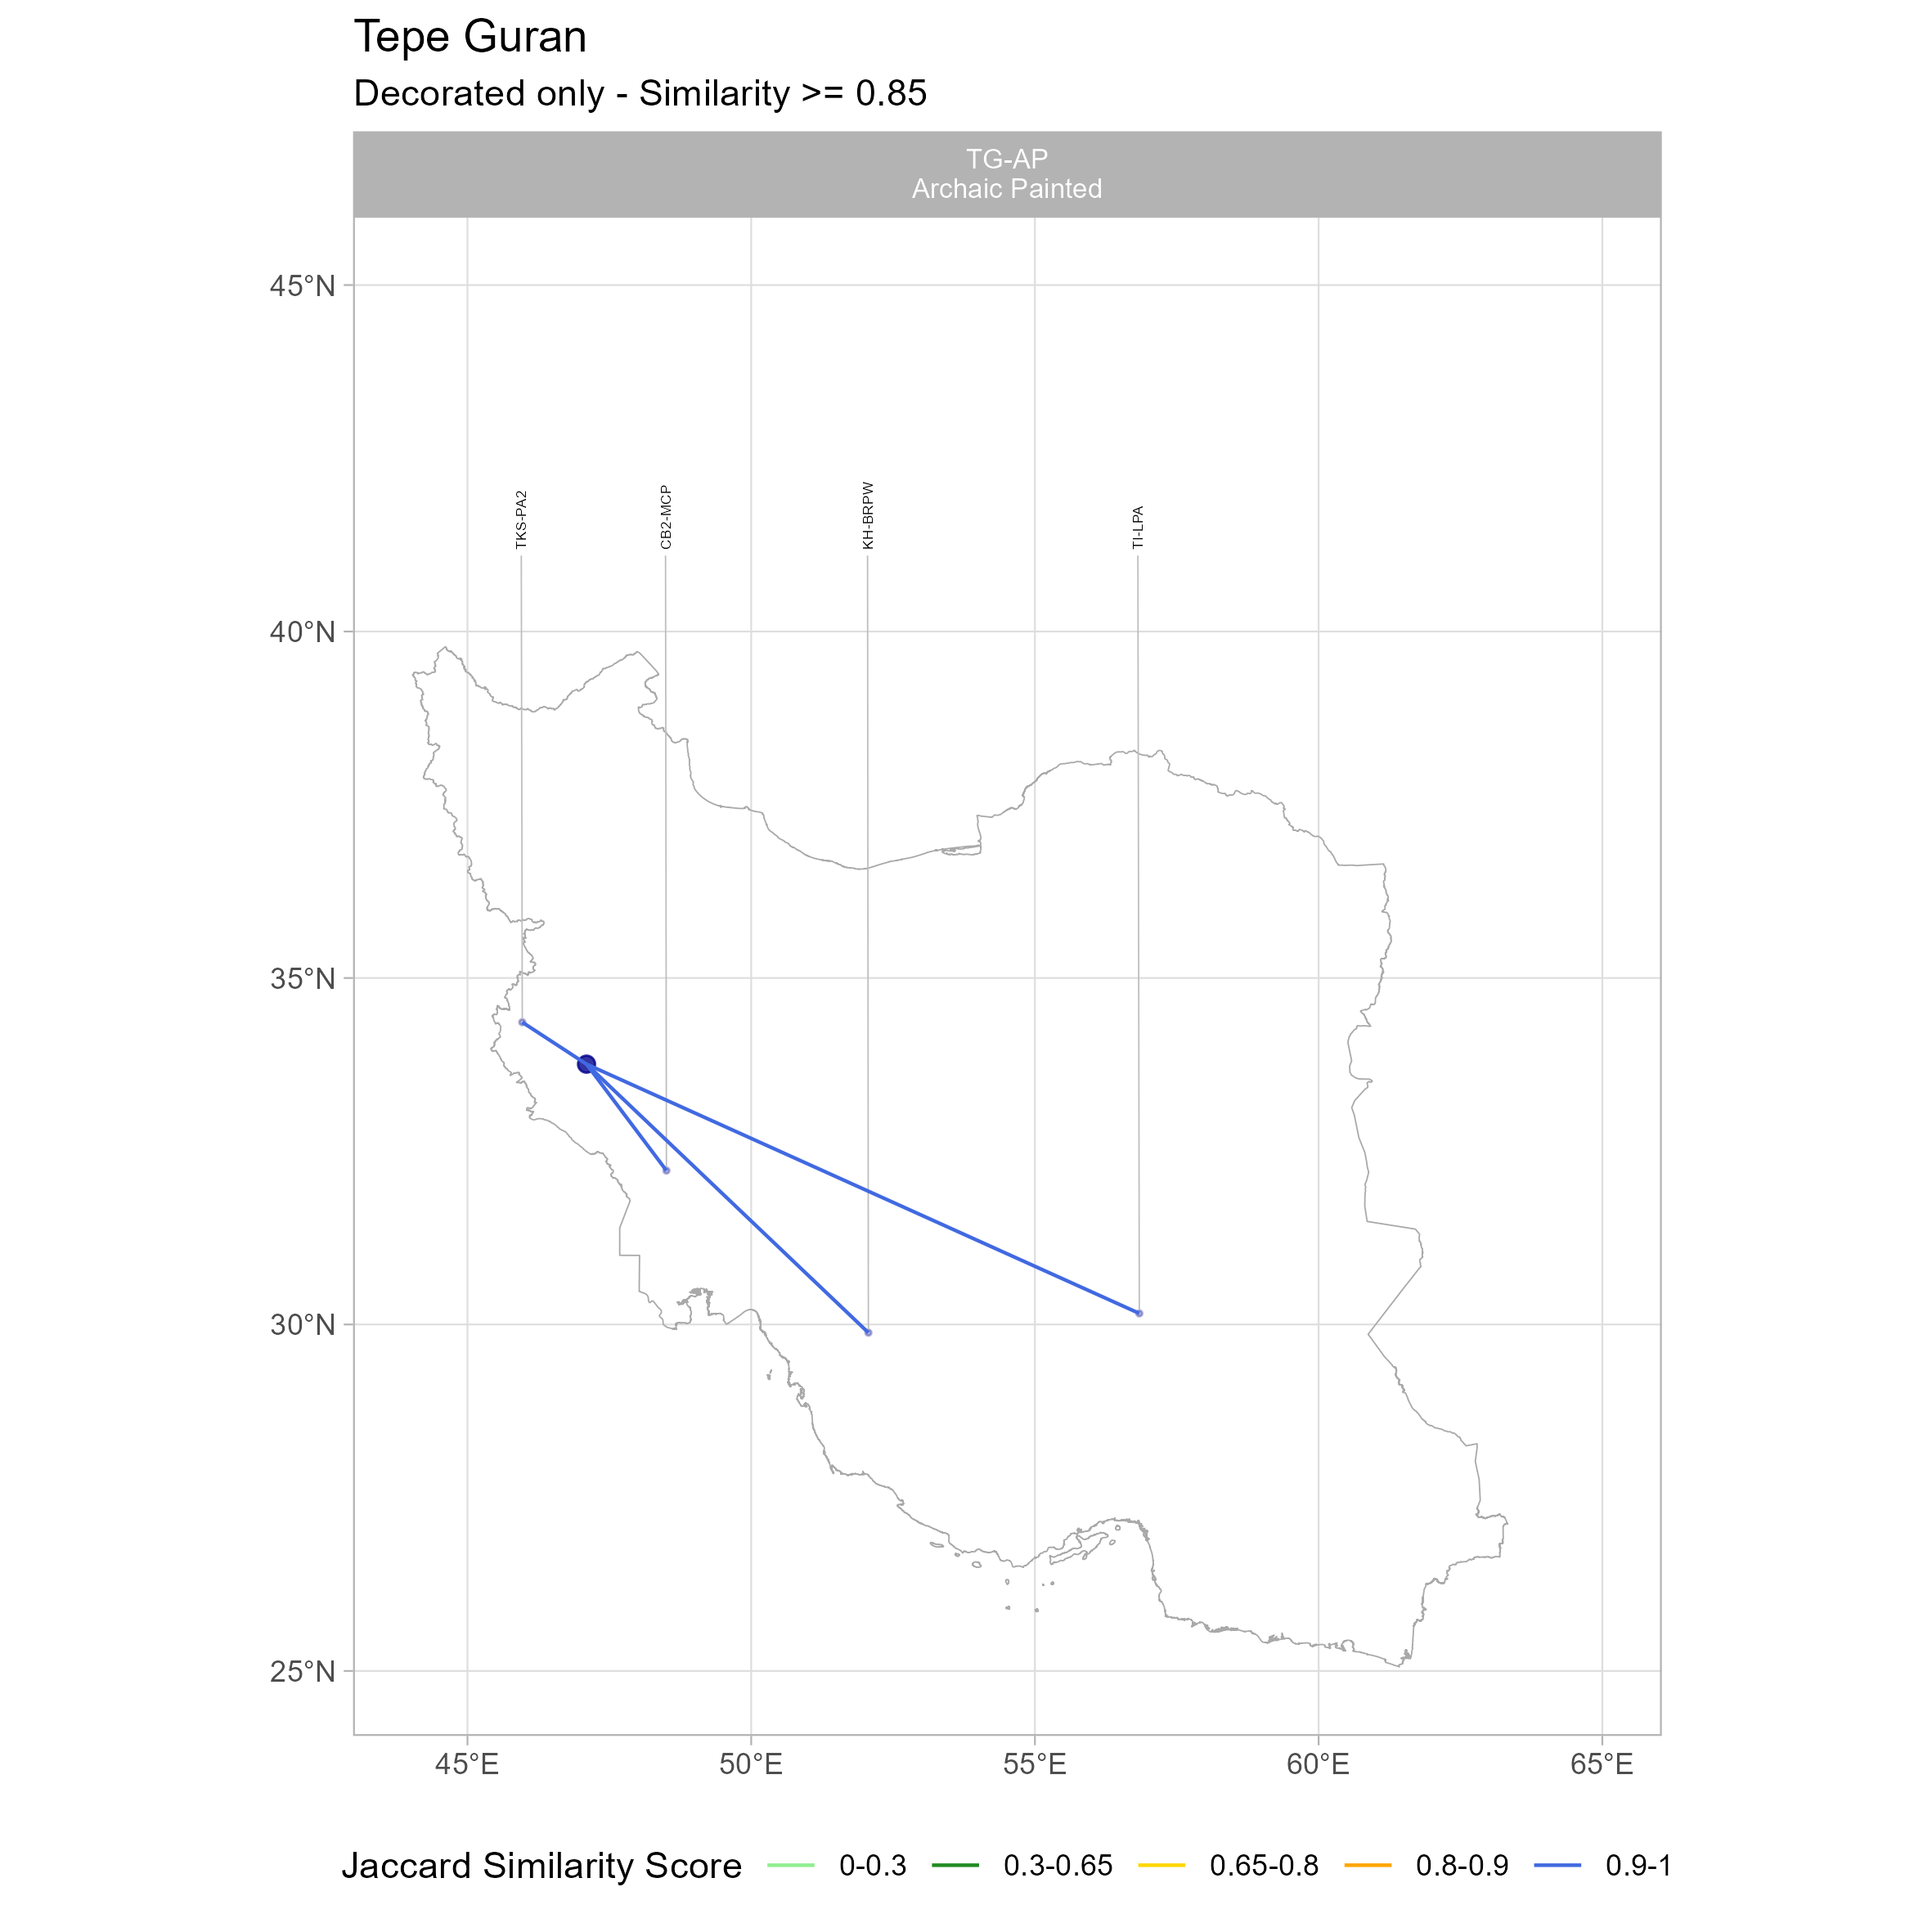 Tepe Guran
Decorated only - Similarity >= 0.85
TG-AP
Archaic Painted
45°N
TKS-PA2
CB2-MCP
KH-BRPW
TI-LPA
40°N
35°N
30°N
25°N
45°E 50°E 55°E 60°E 65°E
Jaccard Similarity Score 0-0.3 0.3-0.65 0.65-0.8 0.8-0.9 0.9-1